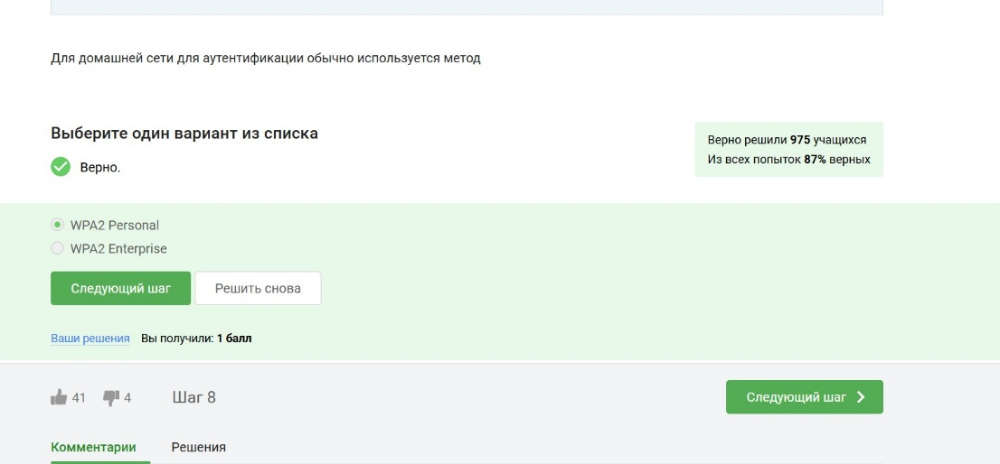 Для домашней сети для аутентификации обычно используется метод
Выберите один вариант из списка
Верно.
Верно решили 975 учащихся
Из всех попыток 87% верных
WPA2 Personal
WPA2 Enterprise
Следующий шаг
Решить снова
Ваши решения Вы получили: 1 балл
41 4 Шаг 8
Следующий шаг
Комментарии Решения